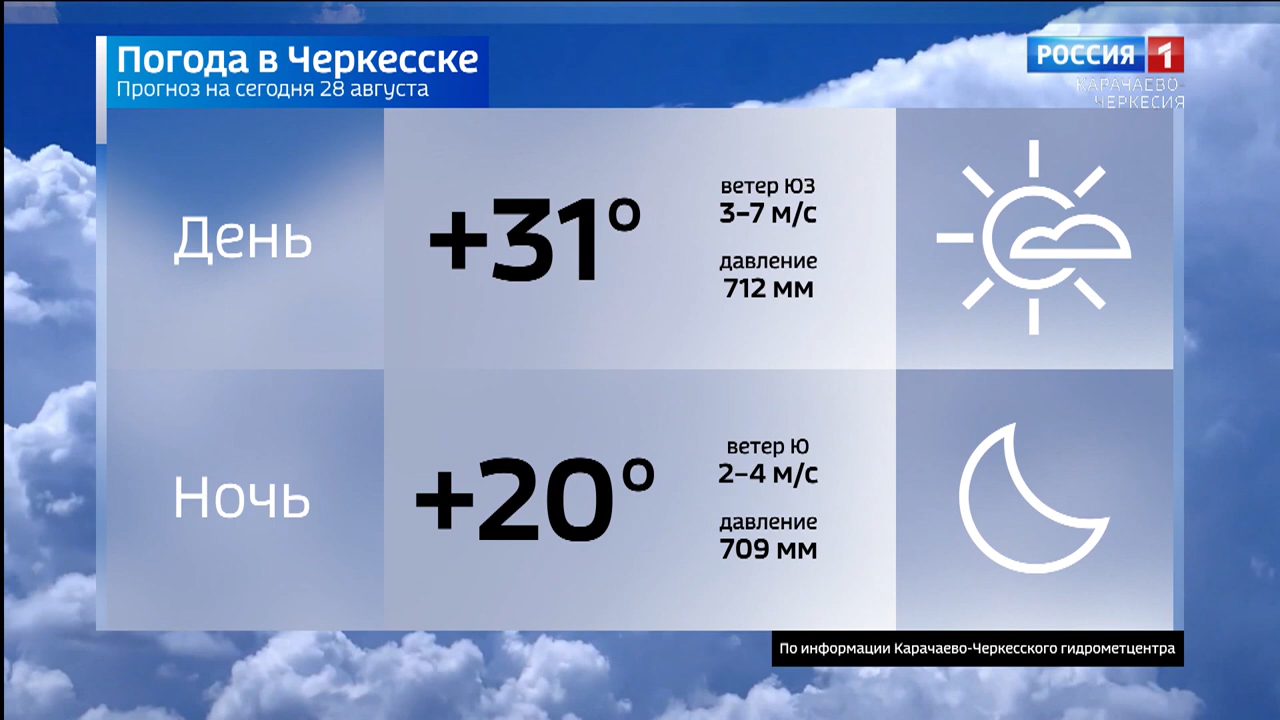 Погода в Черкесске
Прогноз на сегодня 28 августа
РОССИЯ 1
КАРАЧАЕВО-
ЧЕРКЕСИЯ
День
+31°
ветер ЮЗ
3–7 м/с
давление
712 мм
Ночь
+20°
ветер Ю
2–4 м/с
давление
709 мм
По информации Карачаево-Черкесского гидрометцентра